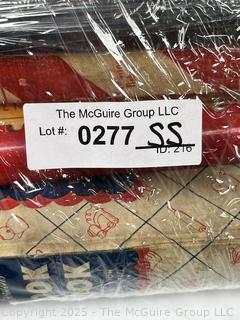 The McGuire Group LLC
Lot #: 0277 SS
ID: 216
OK
OK
Copyright 2025 - The McGuire Group LLC